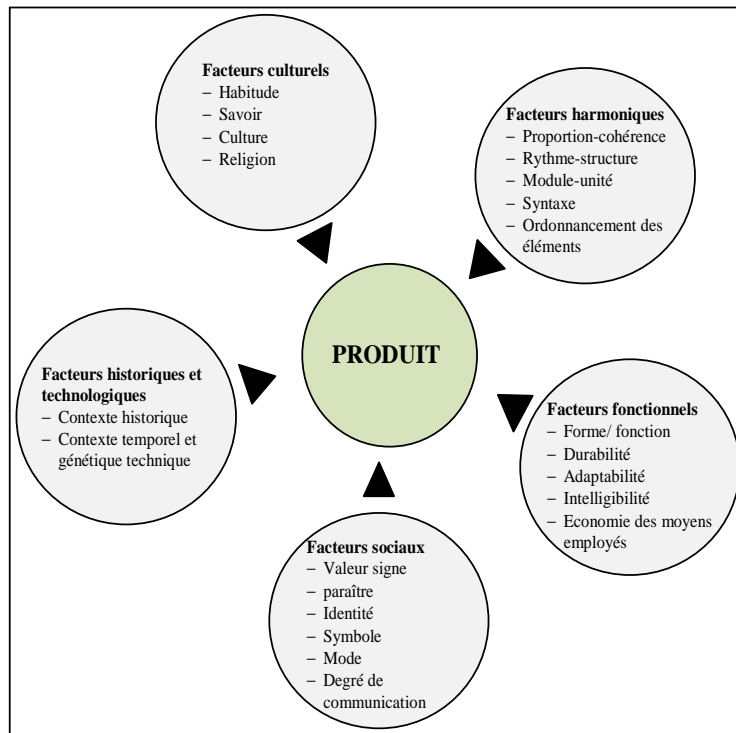 Facteurs culturels
– Habitude
– Savoir
– Culture
– Religion
Facteurs harmoniques
– Proportion-cohérence
– Rythme-structure
– Module-unité
– Syntaxe
– Ordonnancement des
éléments
PRODUIT
Facteurs historiques et
technologiques
– Contexte historique
– Contexte temporel et
génétique technique
Facteurs fonctionnels
– Forme/ fonction
– Durabilité
– Adaptabilité
– Intelligibilité
– Economie des moyens
employés
Facteurs sociaux
– Valeur signe
– paraître
– Identité
– Symbole
– Mode
– Degré de
communication